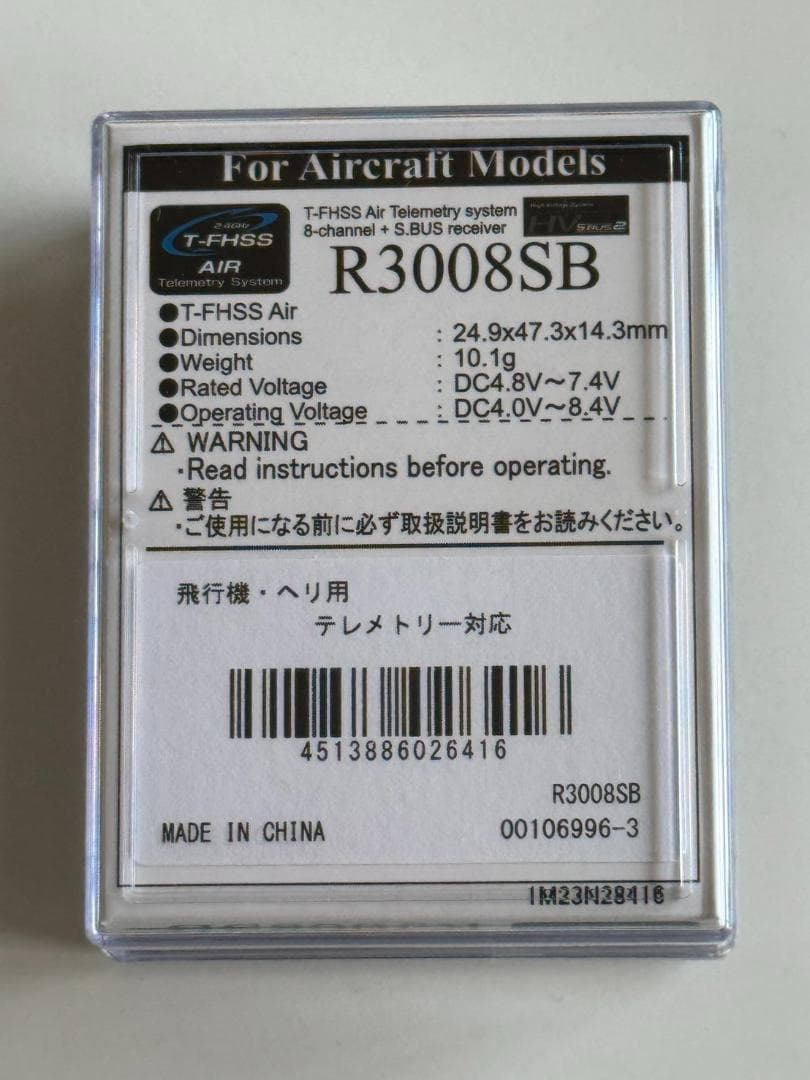 For Aircraft Models
2.4GHz
T-FHSS
AIR
Telemetry System
T-FHSS Air Telemetry system
8-channel + S.BUS receiver
High Voltage System
HV S.BUS2
R3008SB
●T-FHSS Air
●Dimensions : 24.9x47.3x14.3mm
●Weight : 10.1g
●Rated Voltage : DC4.8V～7.4V
●Operating Voltage : DC4.0V～8.4V
⚠ WARNING
・Read instructions before operating.
⚠ 警告
・ご使用になる前に必ず取扱説明書をお読みください。
飛行機・ヘリ用
テレメトリー対応
4513886026416
R3008SB
MADE IN CHINA 00106996-3
1M23N28416